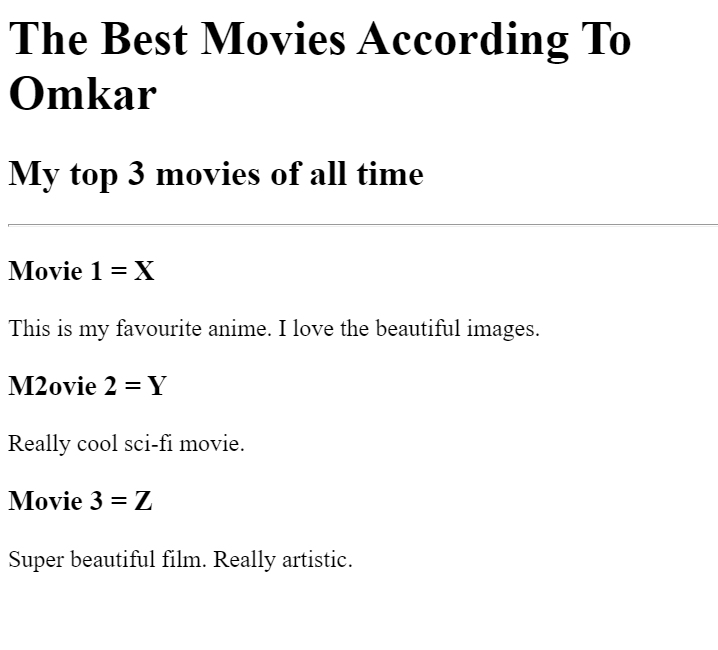 The Best Movies According To
Omkar
My top 3 movies of all time
Movie 1 = X
This is my favourite anime. I love the beautiful images.
M2ovie 2 = Y
Really cool sci-fi movie.
Movie 3 = Z
Super beautiful film. Really artistic.